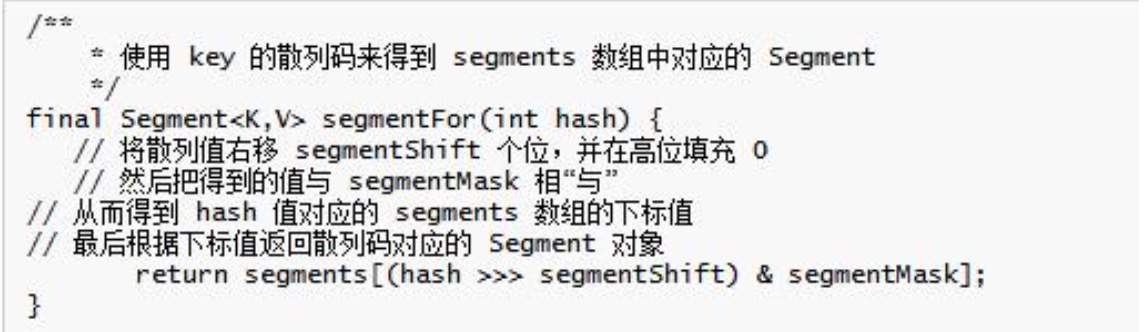 /**
* 使用 key 的散列码来得到 segments 数组中对应的 Segment
*/
final Segment<K,V> segmentFor(int hash) {
// 将散列值右移 segmentShift 个位，并在高位填充 0
// 然后把得到的值与 segmentMask 相“与”
// 从而得到 hash 值对应的 segments 数组的下标值
// 最后根据下标值返回散列码对应的 Segment 对象
return segments[(hash >>> segmentShift) & segmentMask];
}